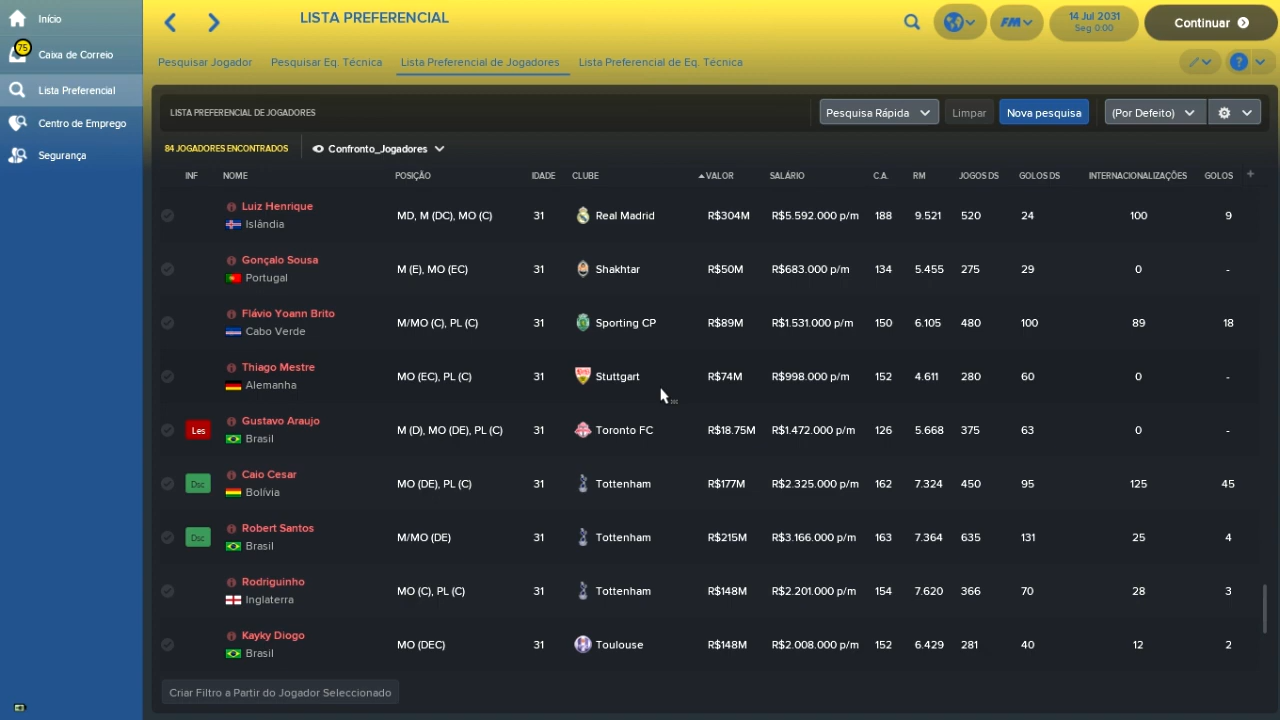 Início
75
Caixa de Correio
Lista Preferencial
Centro de Emprego
Segurança
LISTA PREFERENCIAL
FM
14 Jul 2031
Seg 0:00
Continuar
Pesquisar Jogador
Pesquisar Eq. Técnica
Lista Preferencial de Jogadores
Lista Preferencial de Eq. Técnica
?
LISTA PREFERENCIAL DE JOGADORES
Pesquisa Rápida
Limpar
Nova pesquisa
(Por Defeito)
84 JOGADORES ENCONTRADOS
Confronto_Jogadores
INF NOME POSIÇÃO IDADE CLUBE VALOR SALÁRIO C.A. RM JOGOS DS GOLOS DS INTERNACIONALIZAÇÕES GOLOS +
Luiz Henrique
Islândia
MD, M (DC), MO (C) 31 Real Madrid R$304M R$5.592.000 p/m 188 9.521 520 24 100 9
Gonçalo Sousa
Portugal
M (E), MO (EC) 31 Shakhtar R$50M R$683.000 p/m 134 5.455 275 29 0 -
Flávio Yoann Brito
Cabo Verde
M/MO (C), PL (C) 31 Sporting CP R$89M R$1.531.000 p/m 150 6.105 480 100 89 18
Thiago Mestre
Alemanha
MO (EC), PL (C) 31 Stuttgart R$74M R$998.000 p/m 152 4.611 280 60 0 -
Les
Gustavo Araujo
Brasil
M (D), MO (DE), PL (C) 31 Toronto FC R$18.75M R$1.472.000 p/m 126 5.668 375 63 0 -
Dsc
Caio Cesar
Bolívia
MO (DE), PL (C) 31 Tottenham R$177M R$2.325.000 p/m 162 7.324 450 95 125 45
Dsc
Robert Santos
Brasil
M/MO (DE) 31 Tottenham R$215M R$3.166.000 p/m 163 7.364 635 131 25 4
Rodriguinho
Inglaterra
MO (C), PL (C) 31 Tottenham R$148M R$2.201.000 p/m 154 7.620 366 70 28 3
Kayky Diogo
Brasil
MO (DEC) 31 Toulouse R$148M R$2.008.000 p/m 152 6.429 281 40 12 2
Criar Filtro a Partir do Jogador Seleccionado